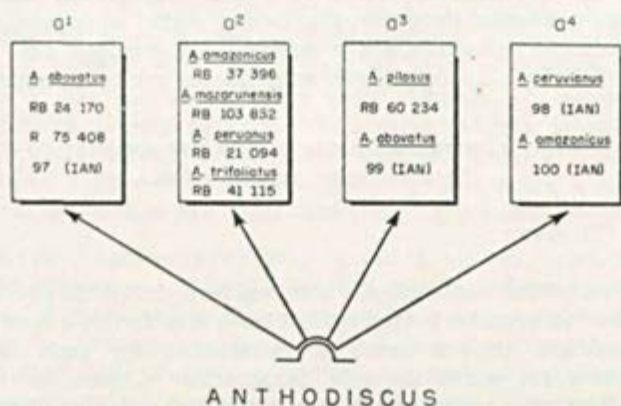 a¹ a² a³ a⁴
A. obovatus
RB 24 170
R 75 408
97 (IAN)
A. amazonicus
RB 37 396
A. mazarunensis
RB 103 852
A. peruanus
RB 21 094
A. trifoliatus
RB 41 115
A. pilosus
RB 60 234
A. obovatus
99 (IAN)
A. peruvianus
98 (IAN)
A. amazonicus
100 (IAN)
ANTHODISCUS